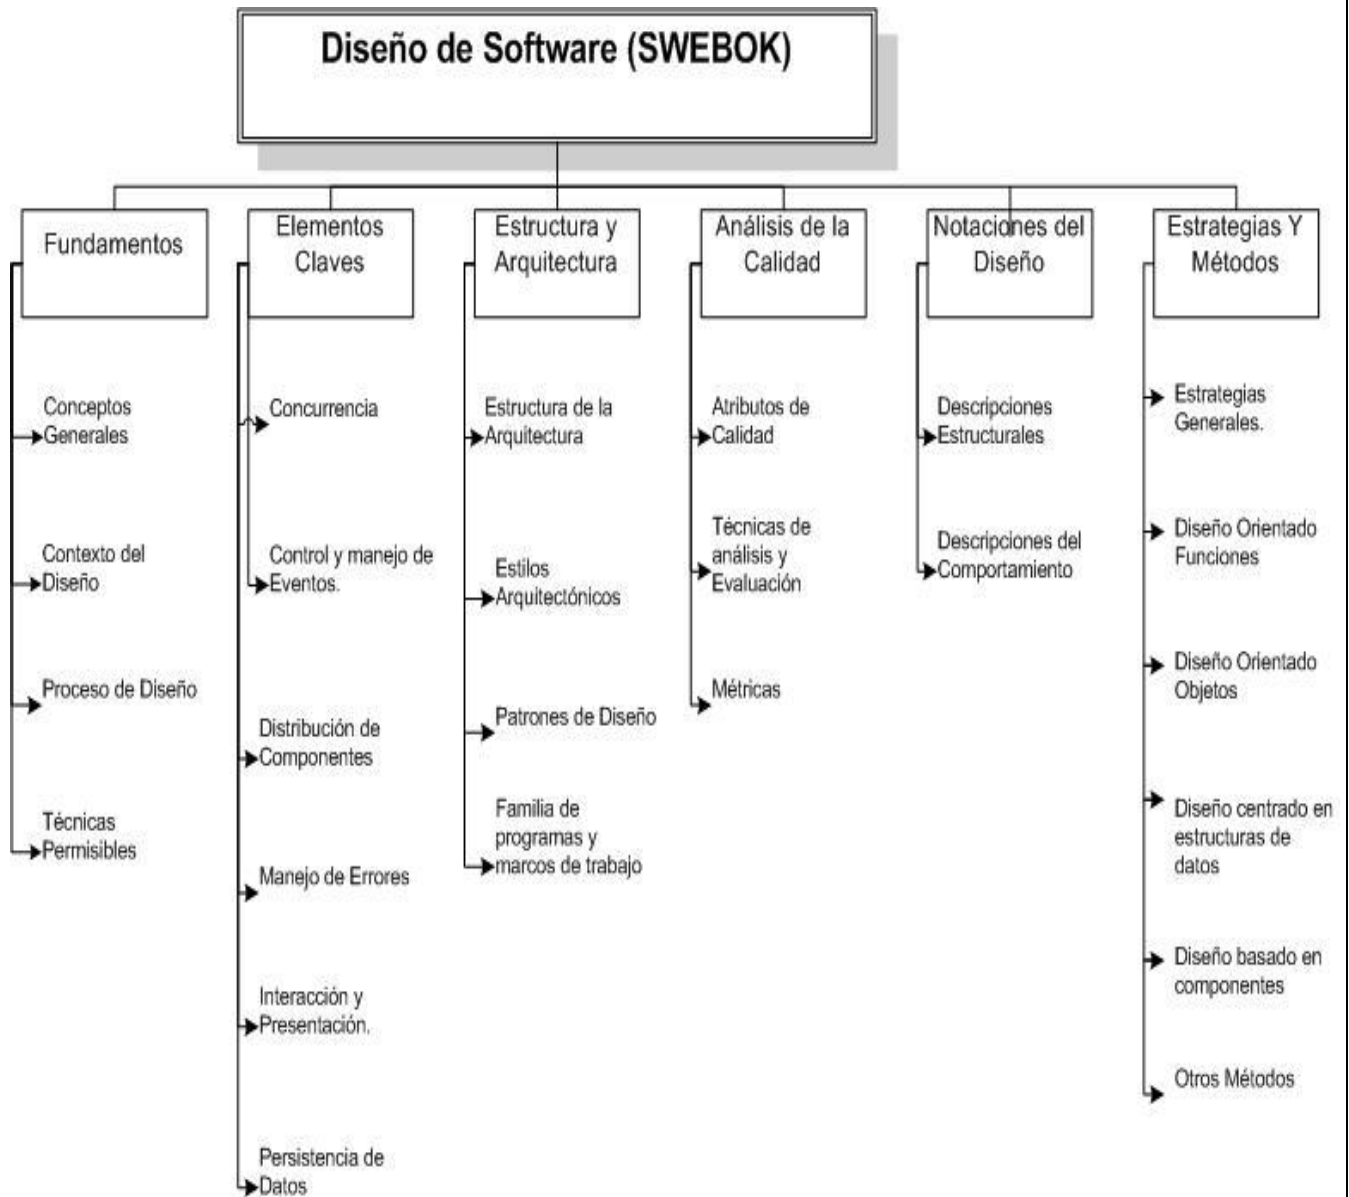 Diseño de Software (SWEBOK)
Fundamentos
Conceptos
Generales
Contexto del
Diseño
Proceso de Diseño
Técnicas
Permisibles
Elementos
Claves
Concurrencia
Control y manejo de
Eventos.
Distribución de
Componentes
Manejo de Errores
Interacción y
Presentación.
Persistencia de
Datos
Estructura y
Arquitectura
Estructura de la
Arquitectura
Estilos
Arquitectónicos
Patrones de Diseño
Familia de
programas y
marcos de trabajo
Análisis de la
Calidad
Atributos de
Calidad
Técnicas de
análisis y
Evaluación
Métricas
Notaciones del
Diseño
Descripciones
Estructurales
Descripciones del
Comportamiento
Estrategias Y
Métodos
Estrategias
Generales.
Diseño Orientado
Funciones
Diseño Orientado
Objetos
Diseño centrado en
estructuras de
datos
Diseño basado en
componentes
Otros Métodos